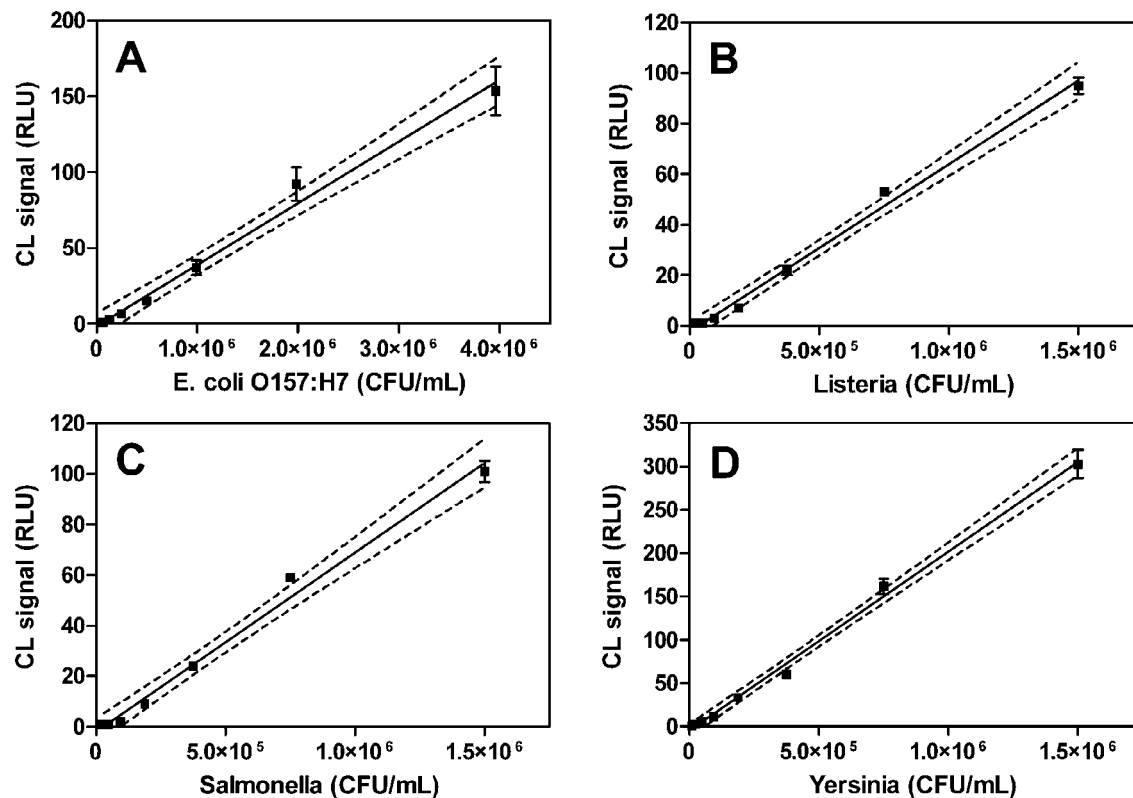 A
CL signal (RLU)
200
150
100
50
0
0 1.0×10⁶ 2.0×10⁶ 3.0×10⁶ 4.0×10⁶
E. coli O157:H7 (CFU/mL)
B
CL signal (RLU)
120
100
80
60
40
20
0
0 5.0×10⁵ 1.0×10⁶ 1.5×10⁶
Listeria (CFU/mL)
C
CL signal (RLU)
120
100
80
60
40
20
0
0 5.0×10⁵ 1.0×10⁶ 1.5×10⁶
Salmonella (CFU/mL)
D
CL signal (RLU)
350
300
250
200
150
100
50
0
0 5.0×10⁵ 1.0×10⁶ 1.5×10⁶
Yersinia (CFU/mL)